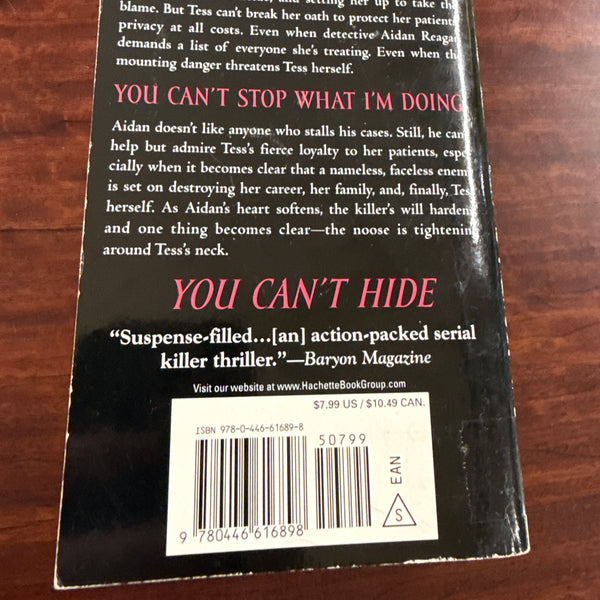 blame. But Tess can't break her oath to protect her patients'
privacy at all costs. Even when detective Aidan Reagan
demands a list of everyone she's treating. Even when the
mounting danger threatens Tess herself.
YOU CAN'T STOP WHAT I'M DOING
Aidan doesn't like anyone who stalls his cases. Still, he can
help but admire Tess's fierce loyalty to her patients, espe
cially when it becomes clear that a nameless, faceless enem
is set on destroying her career, her family, and, finally, Tes
herself. As Aidan's heart softens, the killer's will harden
and one thing becomes clear—the noose is tightenin
around Tess's neck.
YOU CAN'T HIDE
"Suspense-filled...[an] action-packed serial
killer thriller."—Baryon Magazine
Visit our website at www.HachetteBookGroup.com
$7.99 US / $10.49 CAN.
ISBN 978-0-446-61689-8
50799
EAN
S
9 780446 616898